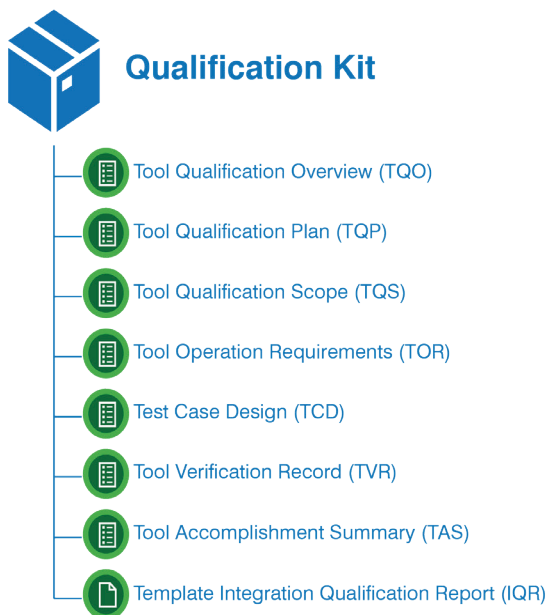 Qualification Kit
Tool Qualification Overview (TQO)
Tool Qualification Plan (TQP)
Tool Qualification Scope (TQS)
Tool Operation Requirements (TOR)
Test Case Design (TCD)
Tool Verification Record (TVR)
Tool Accomplishment Summary (TAS)
Template Integration Qualification Report (IQR)